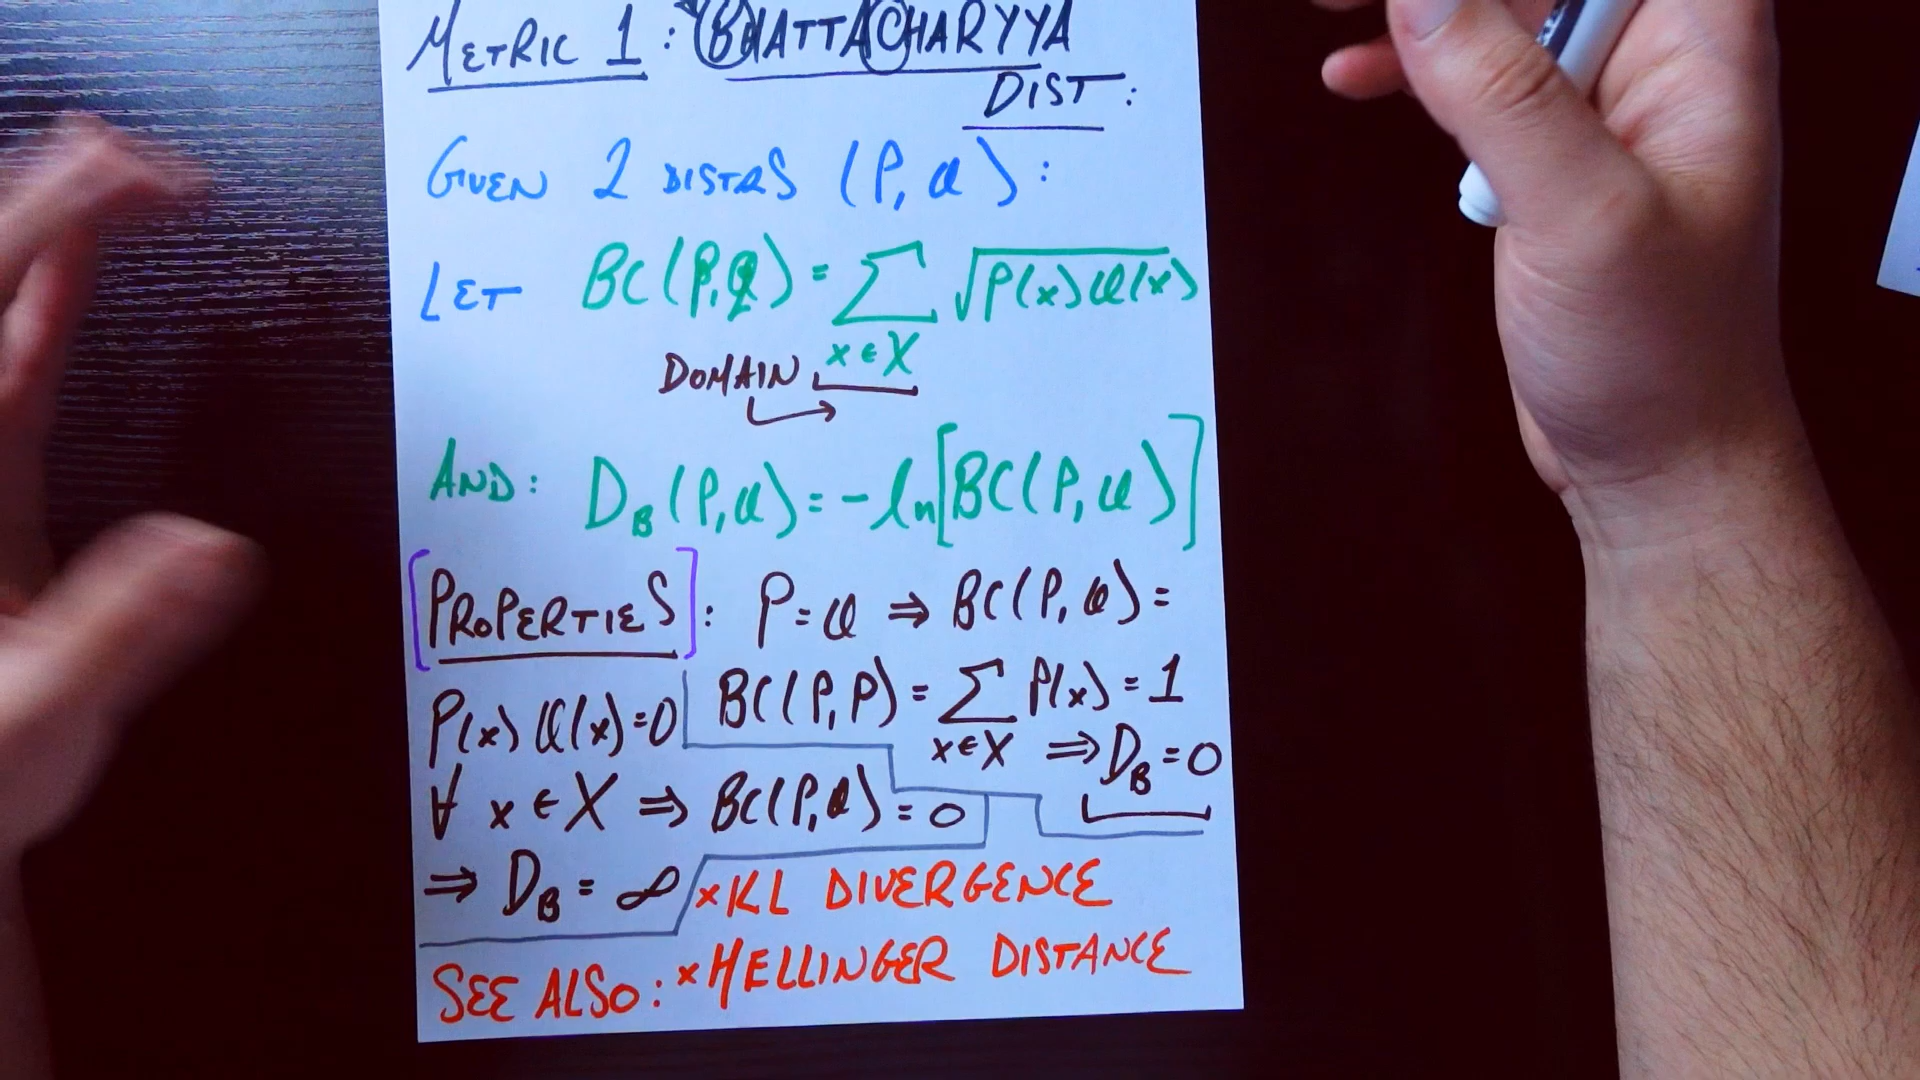 METRIC 1: BHATTACHARYYA
DIST:
GIVEN 2 DISTRS (P, Q):
LET BC(P,Q) = ∑ √P(x)Q(x)
x ∈ X
DOMAIN
AND: D_B(P,Q) = -ln[BC(P,Q)]
[PROPERTIES]: P=Q ⇒ BC(P,Q) =
BC(P,P) = ∑ P(x) = 1
x∈X ⇒ D_B = 0
P(x) Q(x) = 0
∀ x ∈ X ⇒ BC(P,Q) = 0
⇒ D_B = ∞
SEE ALSO: × KL DIVERGENCE
× HELLINGER DISTANCE